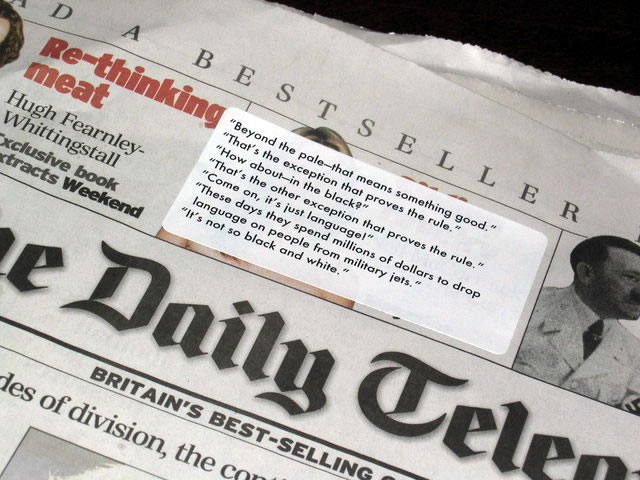 AD A BESTSELLER
Re-thinking
meat
Hugh Fearnley-
Whittingstall
Exclusive book
extracts Weekend
"Beyond the pale—that means something good."
"That's the exception that proves the rule."
"How about—in the black?"
"That's the other exception that proves the rule."
"Come on, it's just language!"
"These days they spend millions of dollars to drop
language on people from military jets."
"It's not so black and white."
he Daily Teleg
BRITAIN'S BEST-SELLING
des of division, the